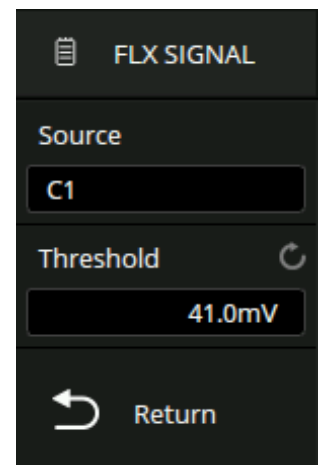 FLX SIGNAL
Source
C1
Threshold
41.0mV
Return